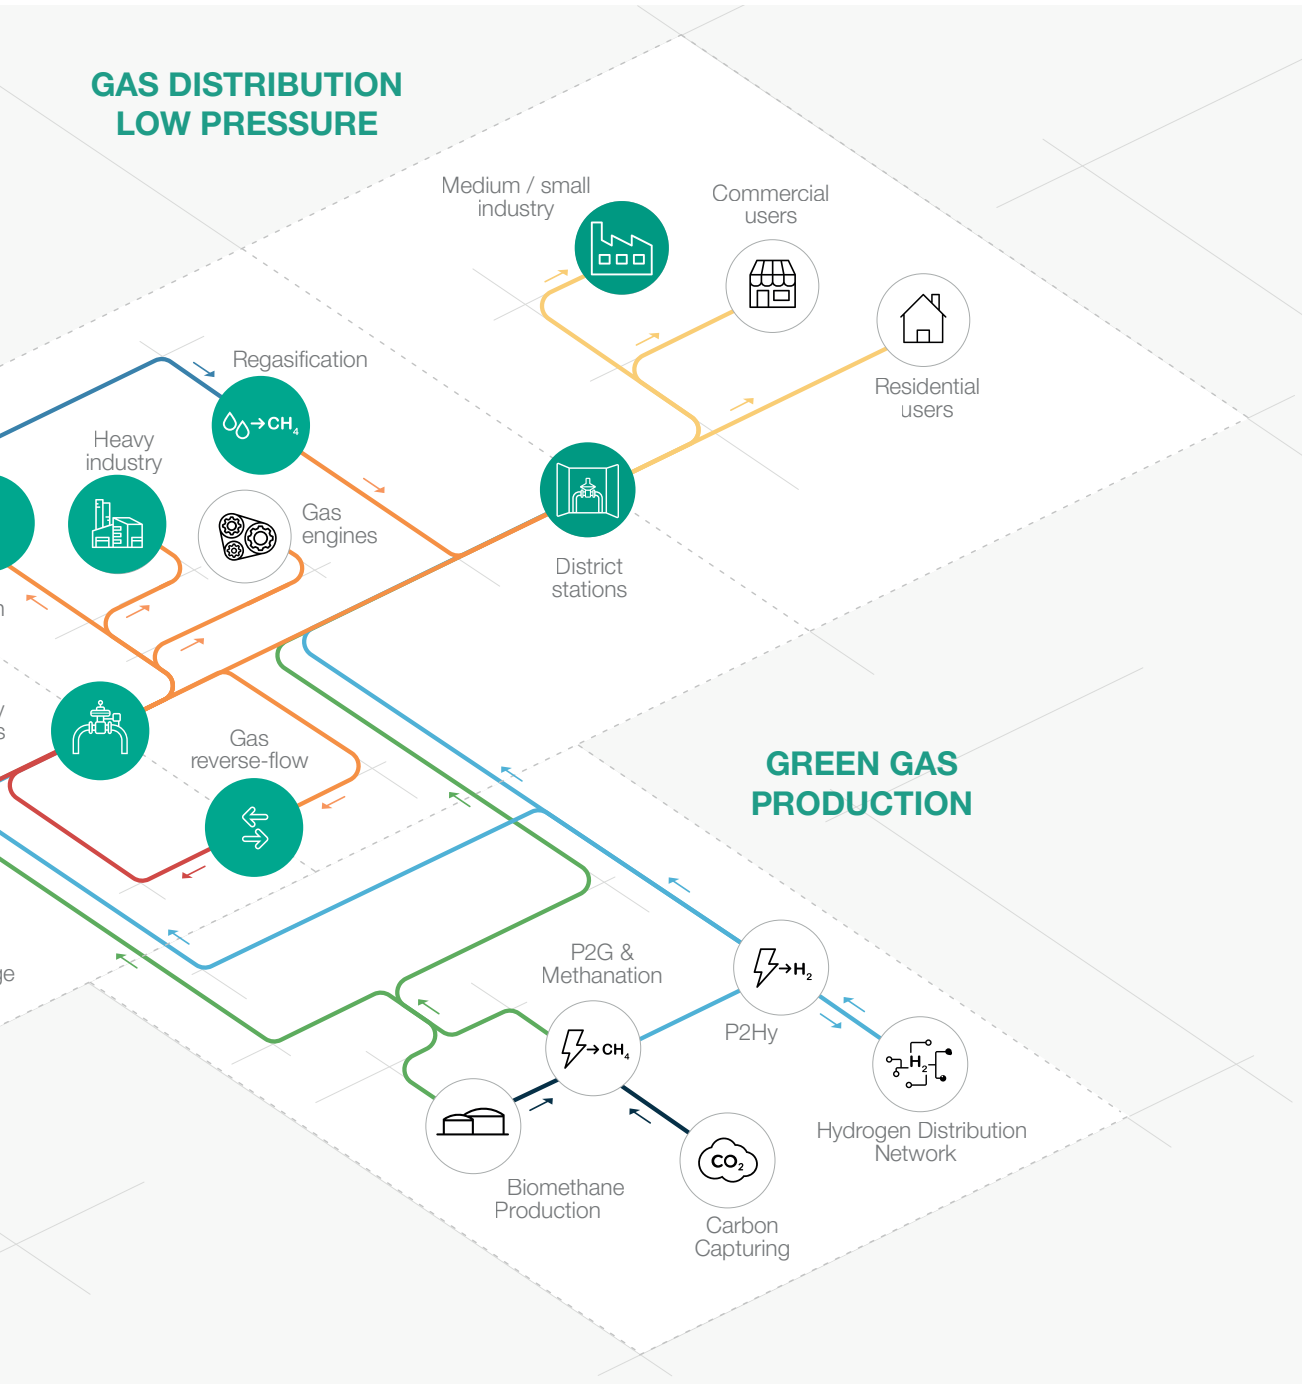 GAS DISTRIBUTION
LOW PRESSURE
Medium / small
industry
Commercial
users
Residential
users
Regasification
→CH₄
Heavy
industry
Gas
engines
District
stations
Gas
reverse-flow
GREEN GAS
PRODUCTION
P2G &
Methanation
→CH₄
→H₂
P2Hy
H₂
Hydrogen Distribution
Network
Biomethane
Production
CO₂
Carbon
Capturing